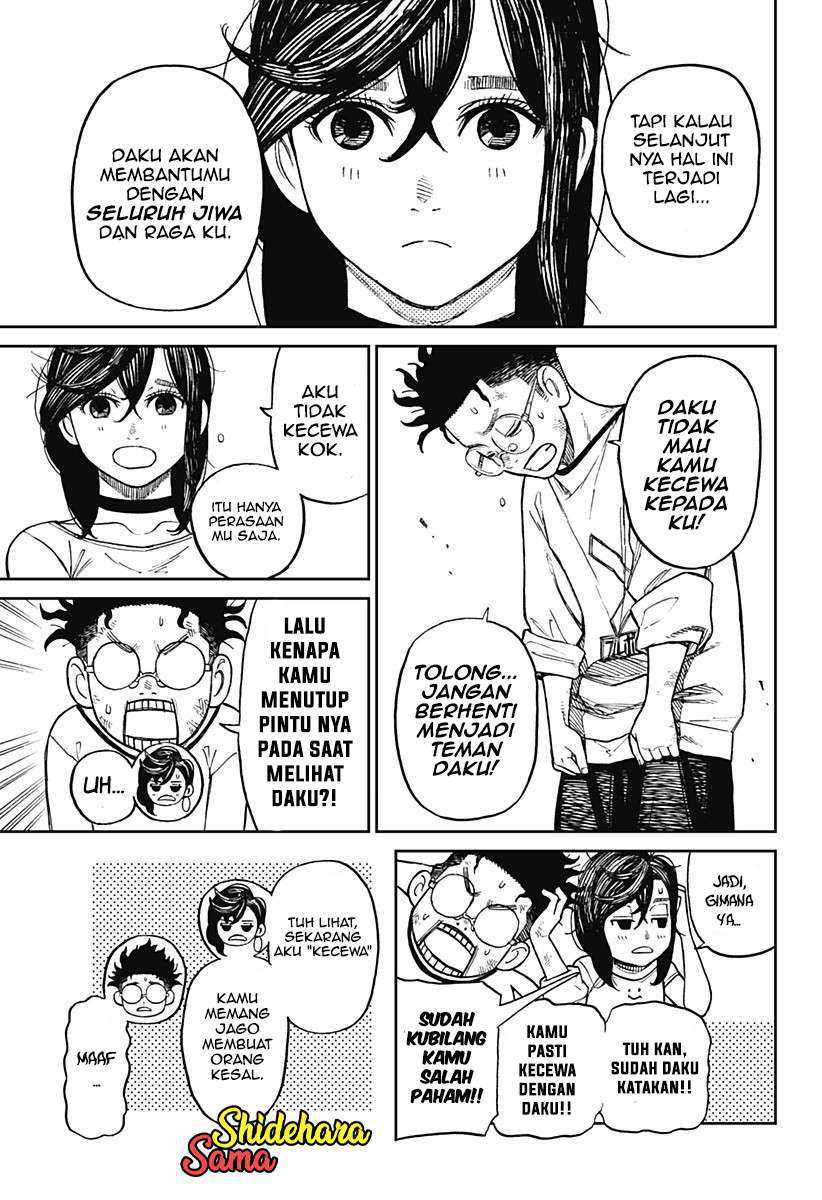 TAPI KALAU
SELANJUT
NYA HAL INI
TERJADI
LAGI...
DAKU AKAN
MEMBANTUMU
DENGAN
SELURUH JIWA
DAN RAGA KU.
DAKU
TIDAK
MAU
KAMU
KECEWA
KEPADA
KU!
TOLONG...
JANGAN
BERHENTI
MENJADI
TEMAN
DAKU!
AKU
TIDAK
KECEWA
KOK.
ITU HANYA
PERASAAN
MU SAJA.
LALU
KENAPA
KAMU
MENUTUP
PINTU NYA
PADA SAAT
MELIHAT
DAKU?!
UH...
JADI,
GIMANA
YA...
TUH KAN,
SUDAH DAKU
KATAKAN!!
KAMU
PASTI
KECEWA
DENGAN
DAKU!!
SUDAH
KUBILANG
KAMU
SALAH
PAHAM!!
TUH LIHAT,
SEKARANG
AKU "KECEWA"
KAMU
MEMANG
JAGO
MEMBUAT
ORANG
KESAL.
MAAF
...
Shidehara
Sama